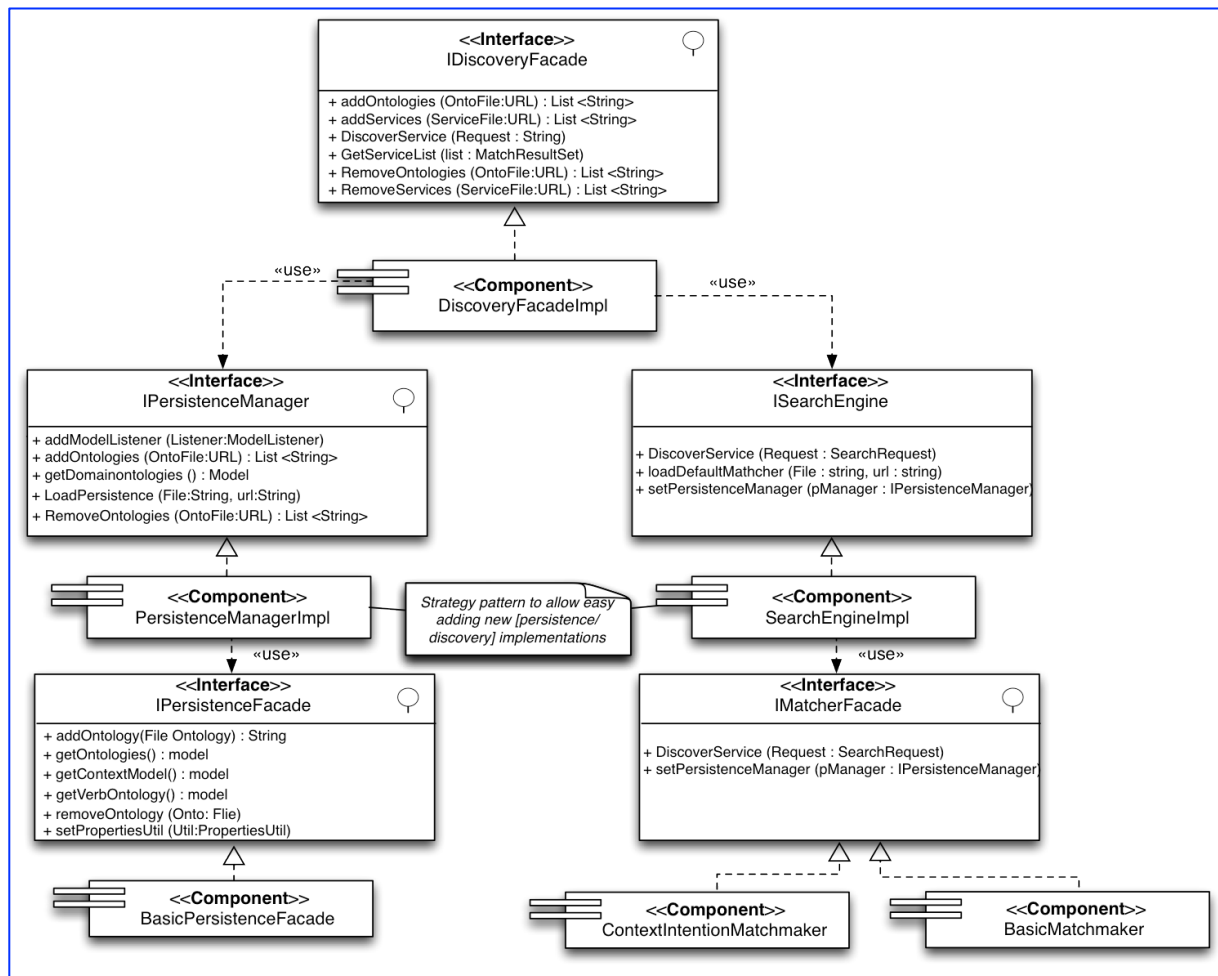 <<Interface>>
IDiscoveryFacade
+ addOntologies (OntoFile:URL) : List <String>
+ addServices (ServiceFile:URL) : List <String>
+ DiscoverService (Request : String)
+ GetServiceList (list : MatchResultSet)
+ RemoveOntologies (OntoFile:URL) : List <String>
+ RemoveServices (ServiceFile:URL) : List <String>
«use»
<<Component>>
DiscoveryFacadeImpl
«use»
<<Interface>>
IPersistenceManager
+ addModelListener (Listener:ModelListener)
+ addOntologies (OntoFile:URL) : List <String>
+ getDomainontologies () : Model
+ LoadPersistence (File:String, url:String)
+ RemoveOntologies (OntoFile:URL) : List <String>
<<Interface>>
ISearchEngine
+ DiscoverService (Request : SearchRequest)
+ loadDefaultMathcher (File : string, url : string)
+ setPersistenceManager (pManager : IPersistenceManager)
<<Component>>
PersistenceManagerImpl
Strategy pattern to allow easy
adding new [persistence/
discovery] implementations
<<Component>>
SearchEngineImpl
«use»
«use»
<<Interface>>
IPersistenceFacade
+ addOntology(File Ontology) : String
+ getOntologies() : model
+ getContextModel() : model
+ getVerbOntology() : model
+ removeOntology (Onto: Flie)
+ setPropertiesUtil (Util:PropertiesUtil)
<<Interface>>
IMatcherFacade
+ DiscoverService (Request : SearchRequest)
+ setPersistenceManager (pManager : IPersistenceManager)
<<Component>>
BasicPersistenceFacade
<<Component>>
ContextIntentionMatchmaker
<<Component>>
BasicMatchmaker